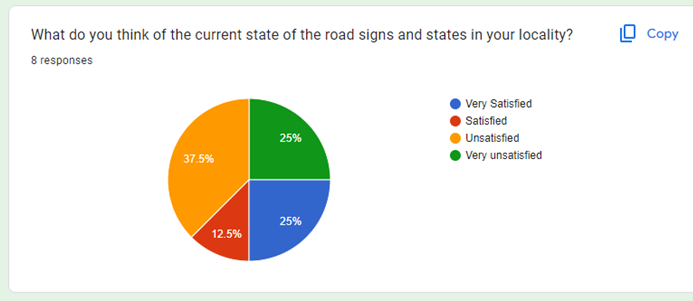 What do you think of the current state of the road signs and states in your locality?
Copy
8 responses
25%
37.5%
12.5%
25%
Very Satisfied
Satisfied
Unsatisfied
Very unsatisfied